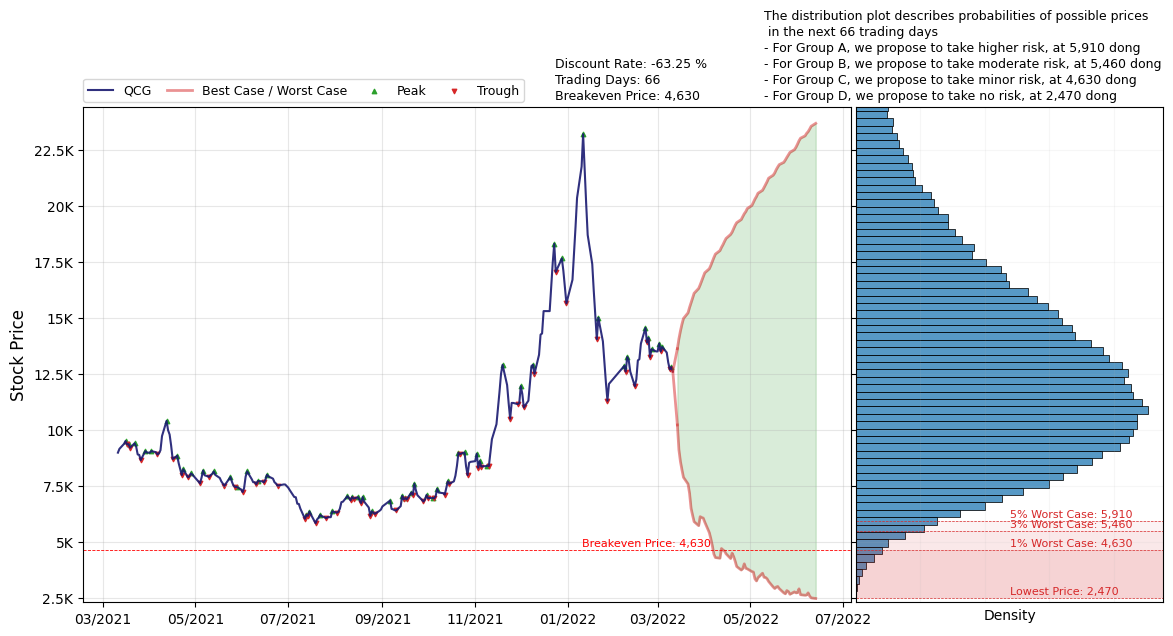 The distribution plot describes probabilities of possible prices
in the next 66 trading days
- For Group A, we propose to take higher risk, at 5,910 dong
- For Group B, we propose to take moderate risk, at 5,460 dong
- For Group C, we propose to take minor risk, at 4,630 dong
- For Group D, we propose to take no risk, at 2,470 dong
Discount Rate: -63.25 %
Trading Days: 66
Breakeven Price: 4,630
QCG Best Case / Worst Case Peak Trough
Stock Price
22.5K
20K
17.5K
15K
12.5K
10K
7.5K
5K
2.5K
Breakeven Price: 4,630
5% Worst Case: 5,910
3% Worst Case: 5,460
1% Worst Case: 4,630
Lowest Price: 2,470
03/2021 05/2021 07/2021 09/2021 11/2021 01/2022 03/2022 05/2022 07/2022
Density